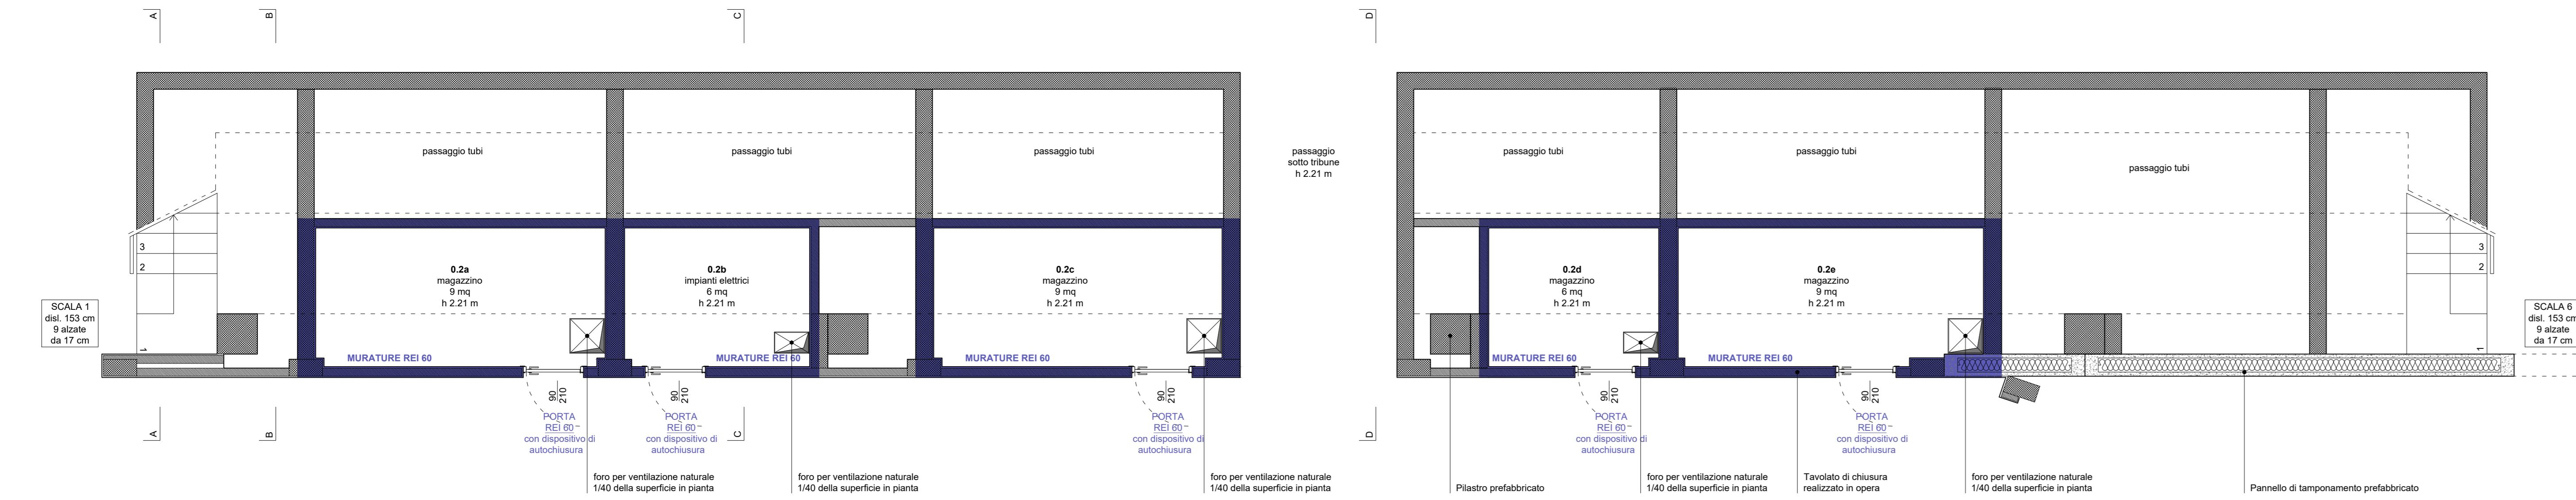 A
B
C
D
passaggio tubi
passaggio tubi
passaggio tubi
passaggio
sotto tribune
h 2.21 m
passaggio tubi
passaggio tubi
passaggio tubi
3
2
1
SCALA 1
disl. 153 cm
9 alzate
da 17 cm
0.2a
magazzino
9 mq
h 2.21 m
0.2b
impianti elettrici
6 mq
h 2.21 m
0.2c
magazzino
9 mq
h 2.21 m
0.2d
magazzino
6 mq
h 2.21 m
0.2e
magazzino
9 mq
h 2.21 m
3
2
1
SCALA 6
disl. 153 cm
9 alzate
da 17 cm
MURATURE REI 60
MURATURE REI 60
MURATURE REI 60
MURATURE REI 60
MURATURE REI 60
90
210
90
210
90
210
90
210
90
210
A
B
C
D
PORTA
REI 60
con dispositivo di
autochiusura
PORTA
REI 60
con dispositivo di
autochiusura
PORTA
REI 60
con dispositivo di
autochiusura
PORTA
REI 60
con dispositivo di
autochiusura
PORTA
REI 60
con dispositivo di
autochiusura
foro per ventilazione naturale
1/40 della superficie in pianta
foro per ventilazione naturale
1/40 della superficie in pianta
foro per ventilazione naturale
1/40 della superficie in pianta
Pilastro prefabbricato
foro per ventilazione naturale
1/40 della superficie in pianta
Tavolato di chiusura
realizzato in opera
foro per ventilazione naturale
1/40 della superficie in pianta
Pannello di tamponamento prefabbricato